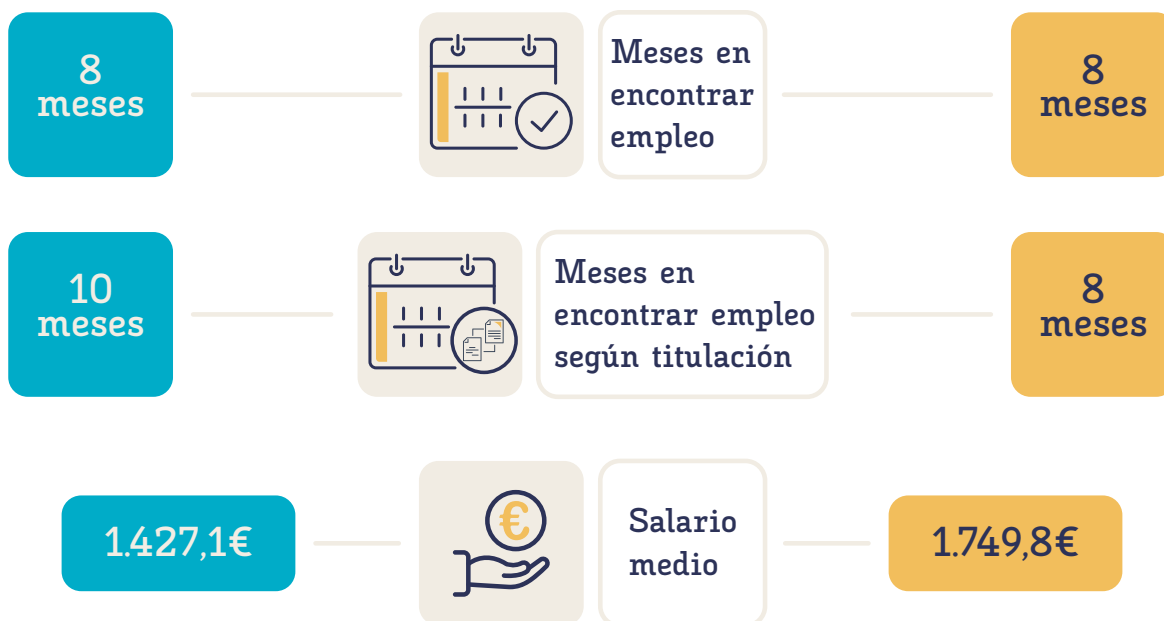 8
meses
Meses en
encontrar
empleo
8
meses
10
meses
Meses en
encontrar empleo
según titulación
8
meses
1.427,1€
€
Salario
medio
1.749,8€